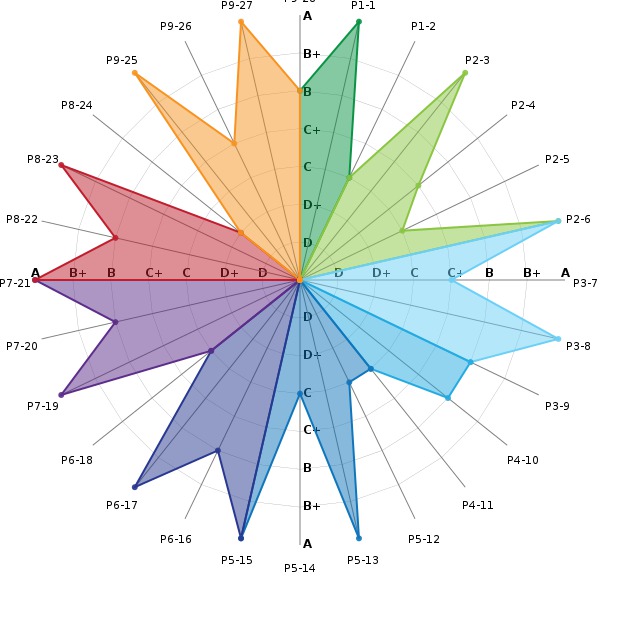 P9-28
P9-27
A
P1-1
P9-26
P1-2
B+
P9-25
P2-3
B
P8-24
P2-4
C+
P8-23
C
P2-5
D+
P8-22
P2-6
D
A B+ B C+ C D+ D D D+ C C+ B B+ A
P7-21
P3-7
D
P7-20
P3-8
D+
C
P7-19
P3-9
C+
P6-18
P4-10
B
P6-17
P4-11
B+
P6-16
P5-12
A
P5-15
P5-13
P5-14